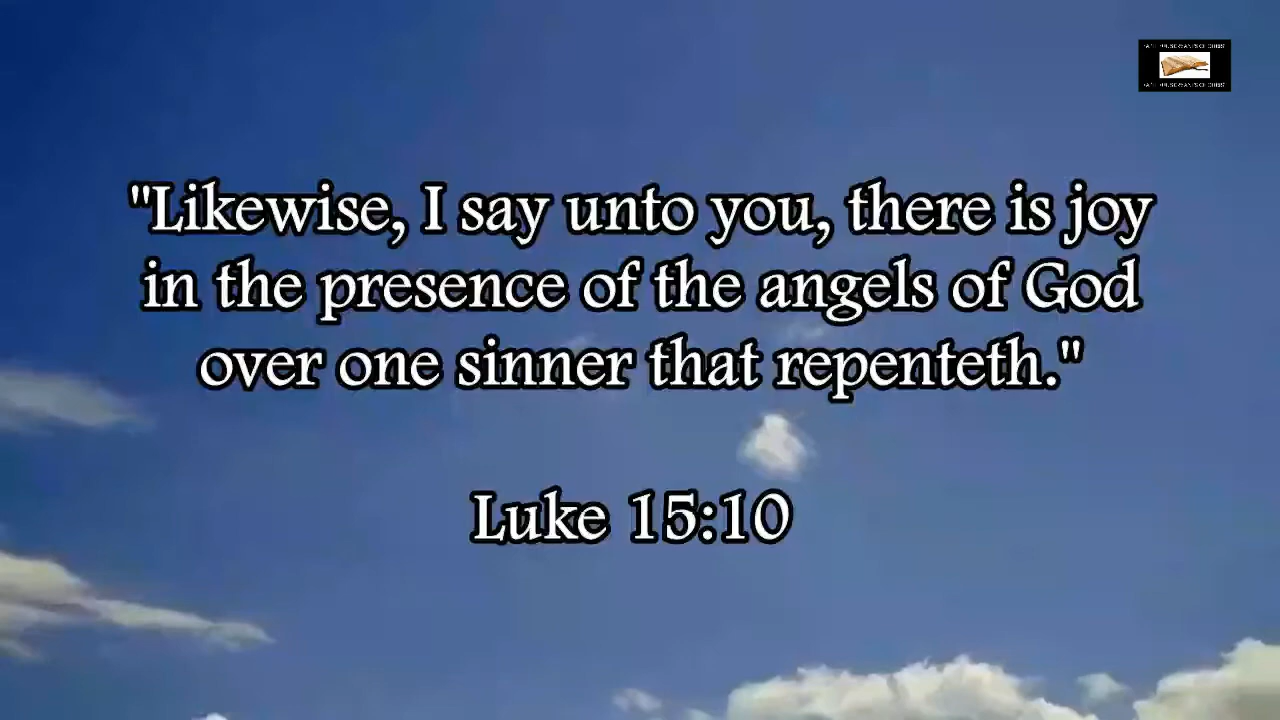 "Likewise, I say unto you, there is joy
in the presence of the angels of God
over one sinner that repenteth."
Luke 15:10